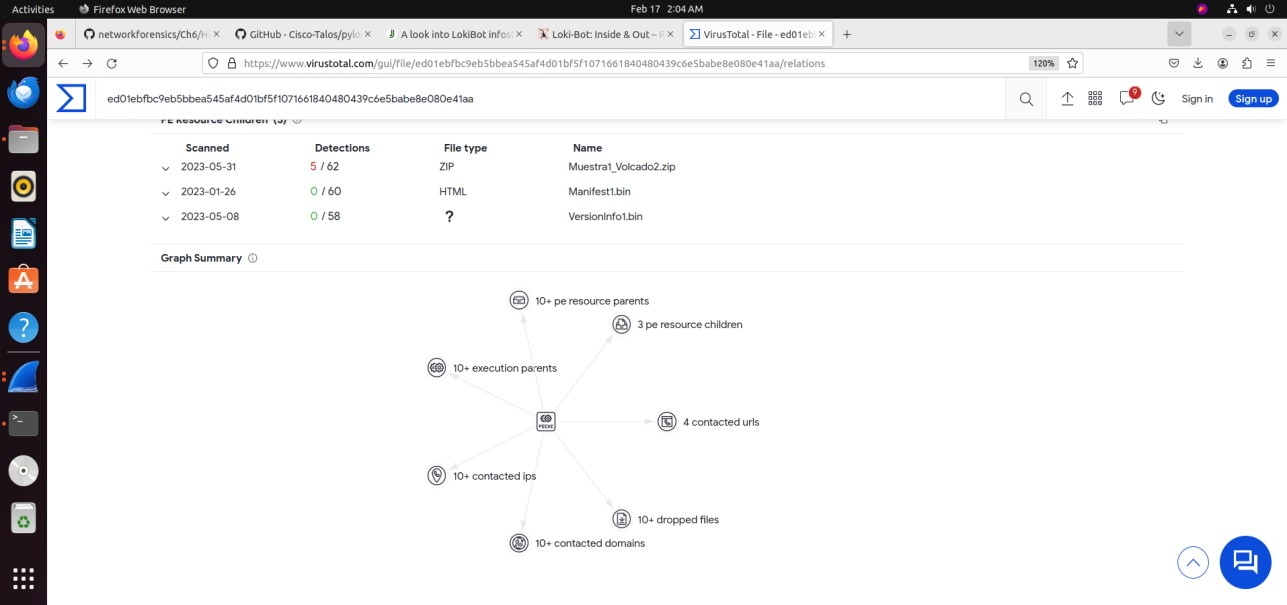 Activities Firefox Web Browser Feb 17 2:04 AM
networkforensics/Ch6/H GitHub - Cisco-Talos/pylo A look into LokiBot infos Loki-Bot: Inside & Out – VirusTotal - File - ed01eb
https://www.virustotal.com/gui/file/ed01ebfbc9eb5bbea545af4d01bf5f1071661840480439c6e5babe8e080e41aa/relations 120%
ed01ebfbc9eb5bbea545af4d01bf5f1071661840480439c6e5babe8e080e41aa 9 Sign in Sign up
PE Resource Children (3)
Scanned Detections File type Name
2023-05-31 5 / 62 ZIP Muestra1_Volcado2.zip
2023-01-26 0 / 60 HTML Manifest1.bin
2023-05-08 0 / 58 ? VersionInfo1.bin
Graph Summary
10+ pe resource parents
3 pe resource children
10+ execution parents
PEEXE
4 contacted urls
10+ contacted ips
10+ dropped files
10+ contacted domains